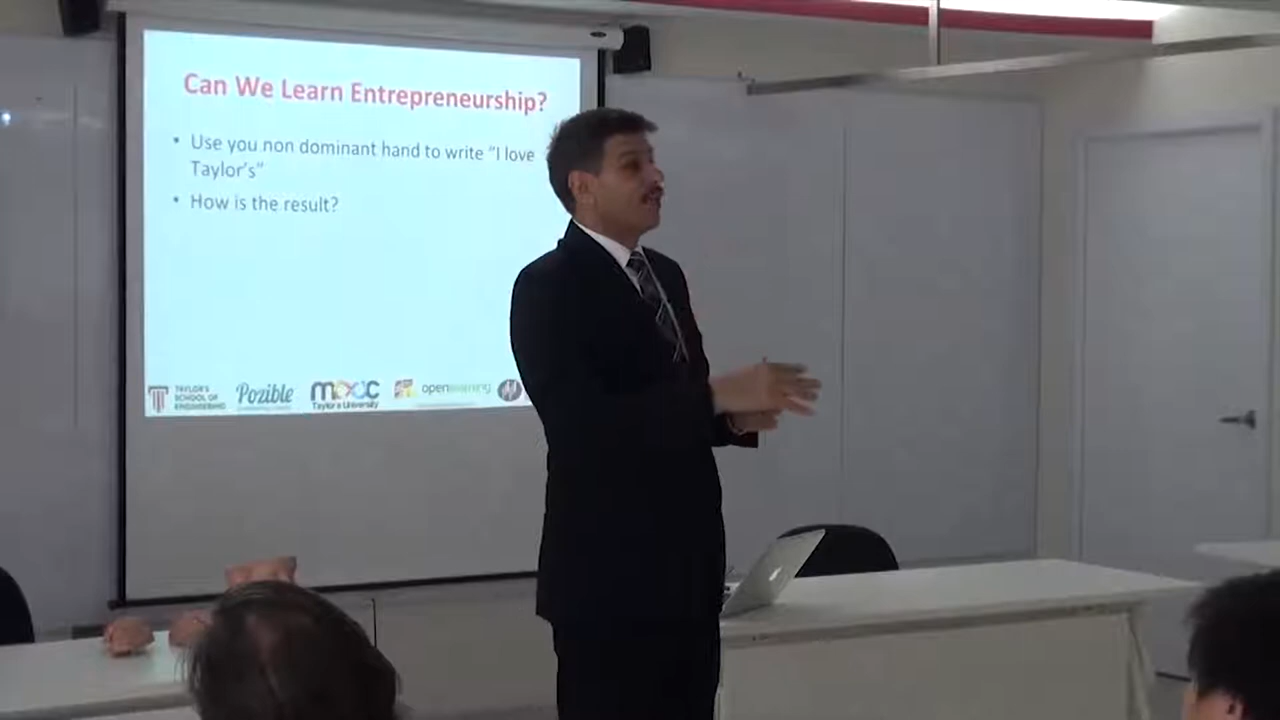 Can We Learn Entrepreneurship?
• Use you non dominant hand to write “I love
Taylor's”
• How is the result?
TAYLOR'S
SCHOOL OF
ENGINEERING
Pozible
mooc
Taylor's University
openlearning